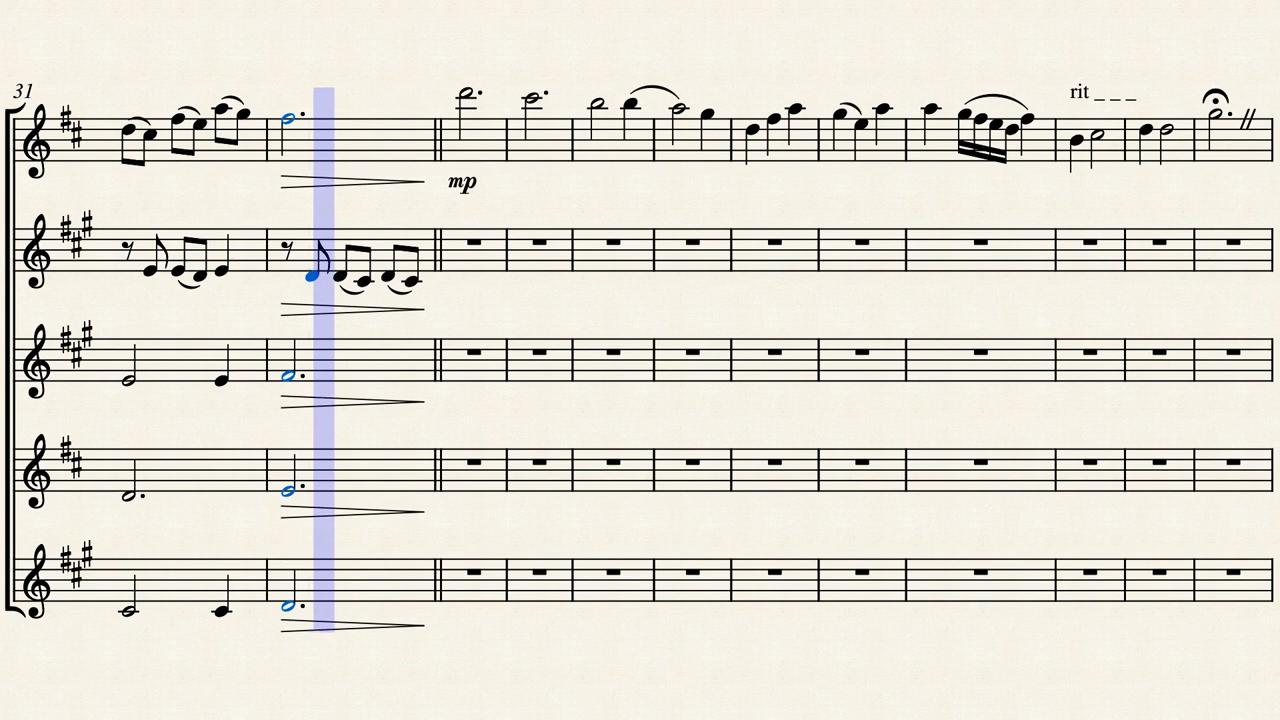 31
rit _ _ _
mp